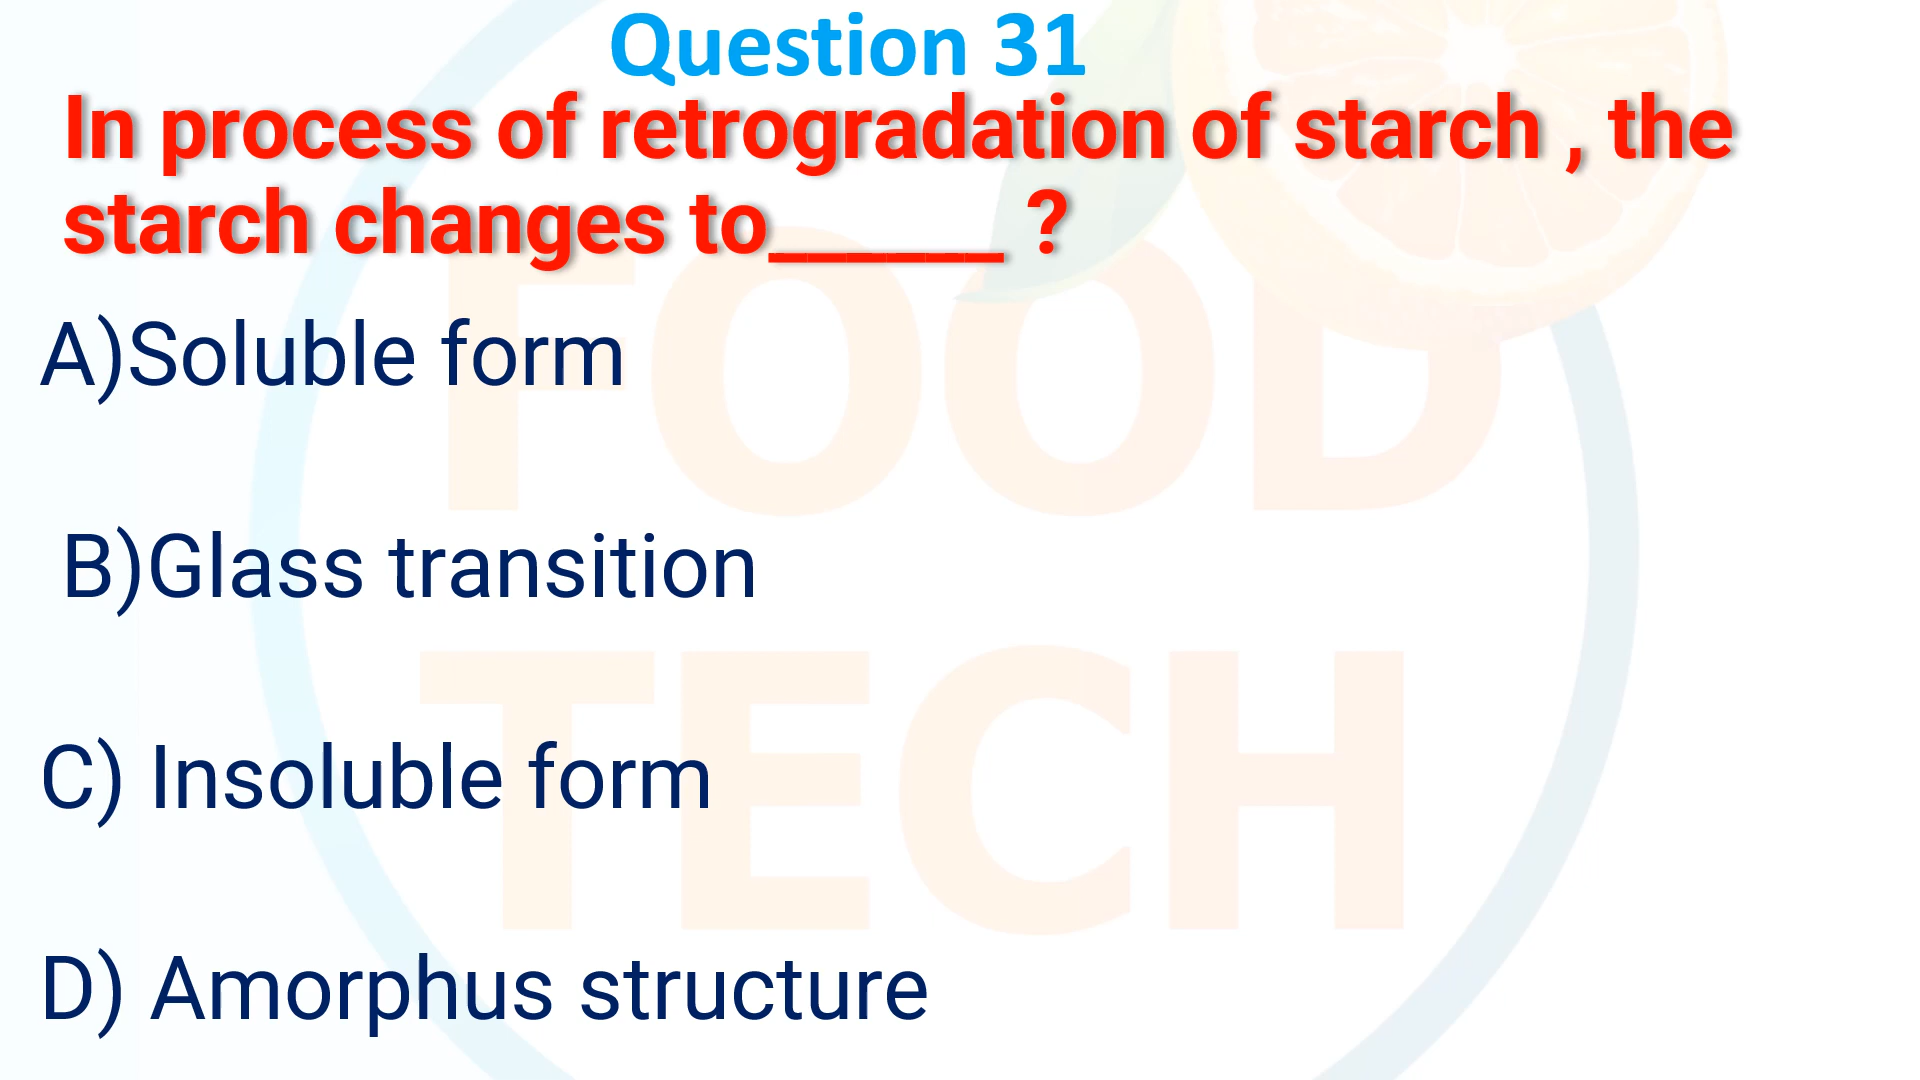 Question 31
In process of retrogradation of starch , the
starch changes to______ ?
A)Soluble form
B)Glass transition
C) Insoluble form
D) Amorphus structure
FOOD
TECH